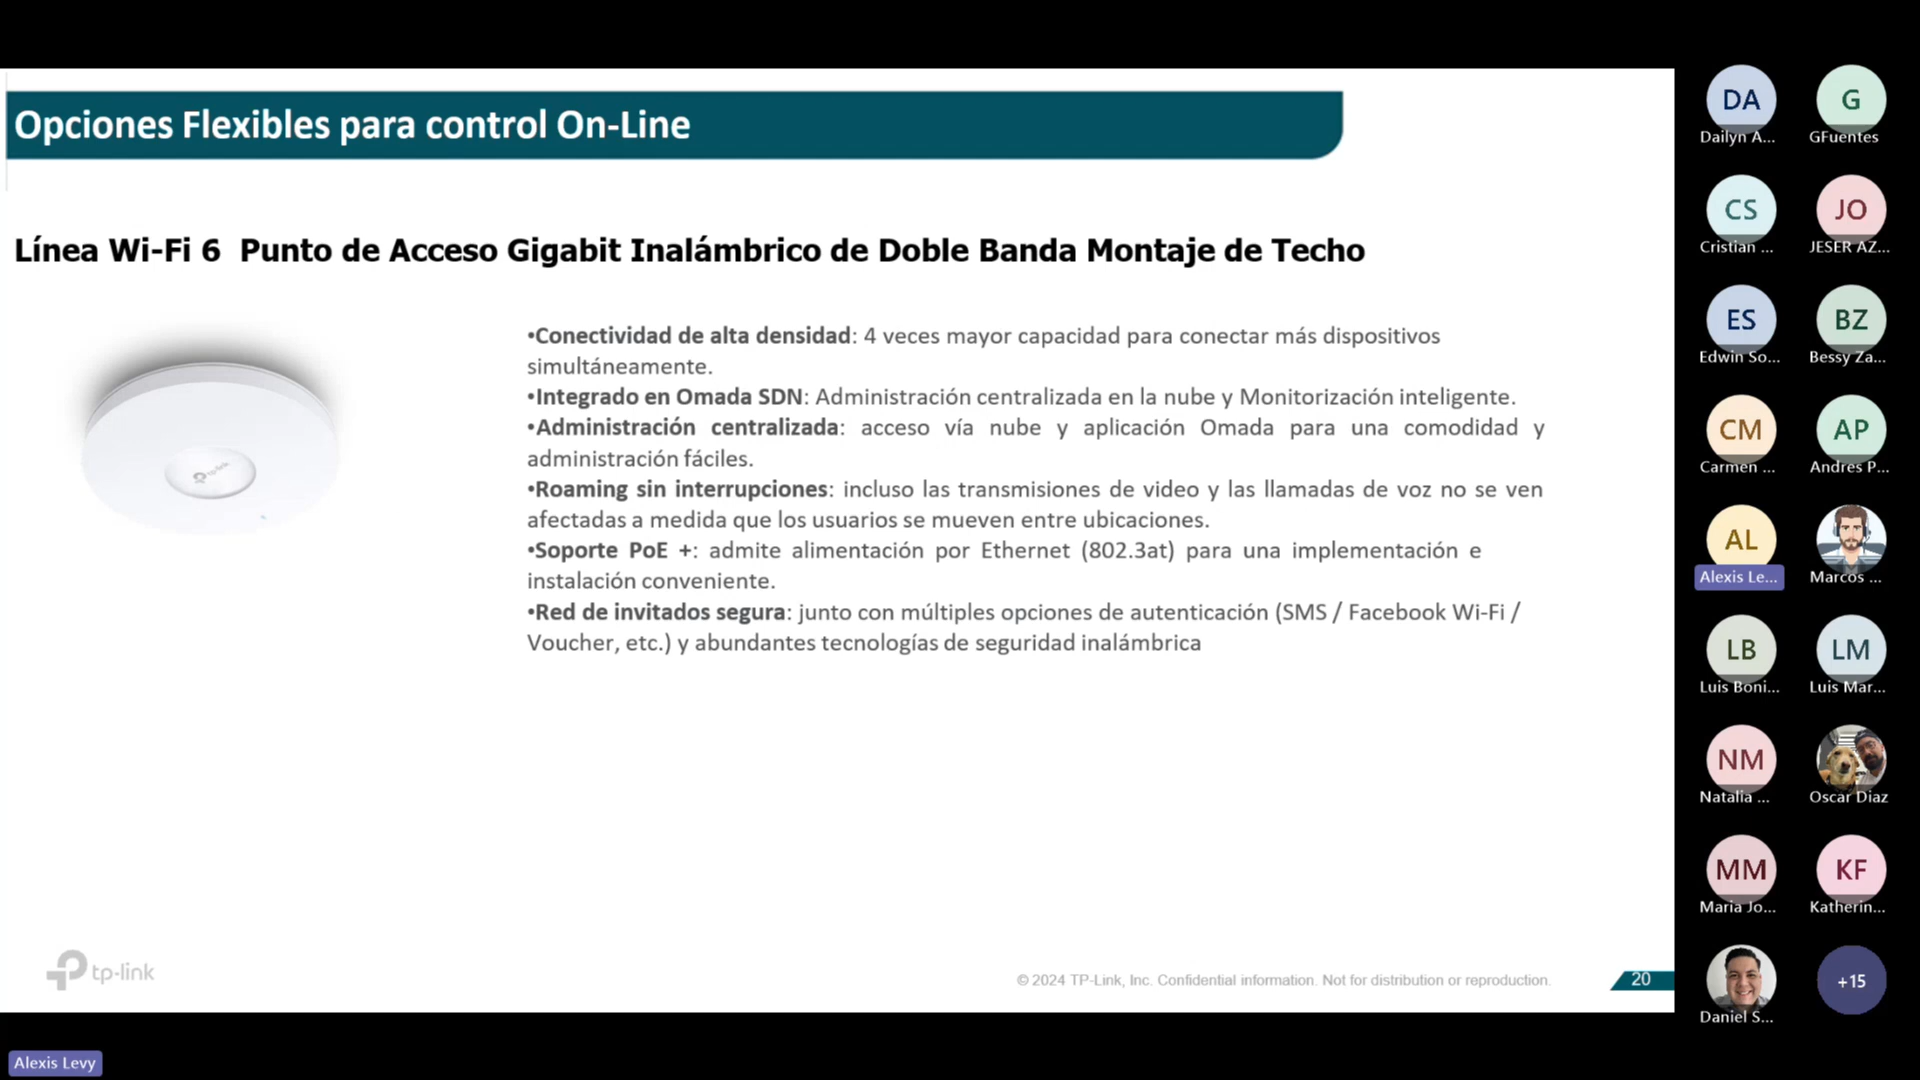 Opciones Flexibles para control On-Line
Línea Wi-Fi 6 Punto de Acceso Gigabit Inalámbrico de Doble Banda Montaje de Techo
tp-link
•Conectividad de alta densidad: 4 veces mayor capacidad para conectar más dispositivos
simultáneamente.
•Integrado en Omada SDN: Administración centralizada en la nube y Monitorización inteligente.
•Administración centralizada: acceso vía nube y aplicación Omada para una comodidad y
administración fáciles.
•Roaming sin interrupciones: incluso las transmisiones de video y las llamadas de voz no se ven
afectadas a medida que los usuarios se mueven entre ubicaciones.
•Soporte PoE +: admite alimentación por Ethernet (802.3at) para una implementación e
instalación conveniente.
•Red de invitados segura: junto con múltiples opciones de autenticación (SMS / Facebook Wi-Fi /
Voucher, etc.) y abundantes tecnologías de seguridad inalámbrica
tp-link
© 2024 TP-Link, Inc. Confidential information. Not for distribution or reproduction.
20
DA
Dailyn A...
G
GFuentes
CS
Cristian ...
JO
JESER AZ...
ES
Edwin So...
BZ
Bessy Za...
CM
Carmen ...
AP
Andres P...
AL
Alexis Le...
Marcos ...
LB
Luis Boni...
LM
Luis Mar...
NM
Natalia ...
Oscar Diaz
MM
Maria Jo...
KF
Katherin...
Daniel S...
+15
Alexis Levy